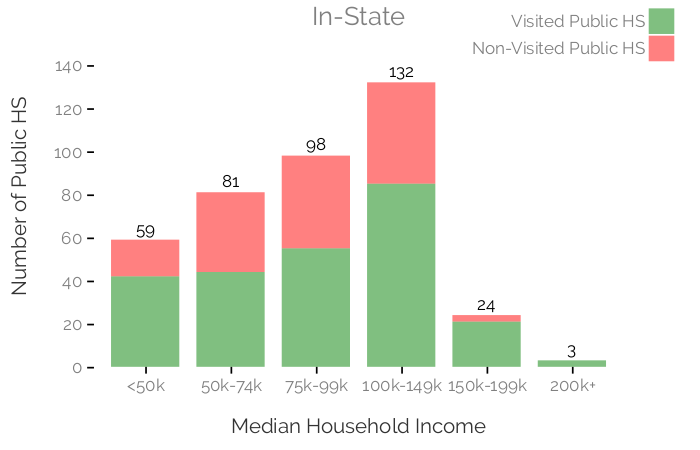 In-State
Visited Public HS
Non-Visited Public HS
Number of Public HS
140
120
100
80
60
40
20
0
59
81
98
132
24
3
<50k
50k-74k
75k-99k
100k-149k
150k-199k
200k+
Median Household Income